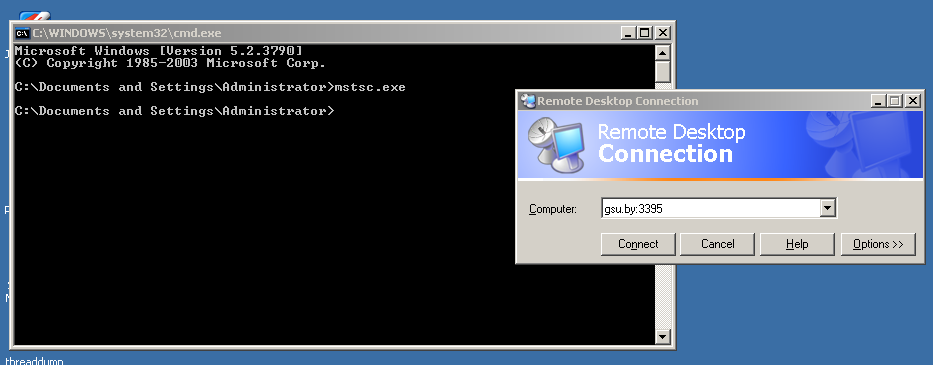 C:\WINDOWS\system32\cmd.exe
Microsoft Windows [Version 5.2.3790]
(C) Copyright 1985-2003 Microsoft Corp.
C:\Documents and Settings\Administrator>mstsc.exe
C:\Documents and Settings\Administrator>
Remote Desktop Connection
Remote Desktop
Connection
Computer:
gsu.by:3395
Connect
Cancel
Help
Options >>
threaddump